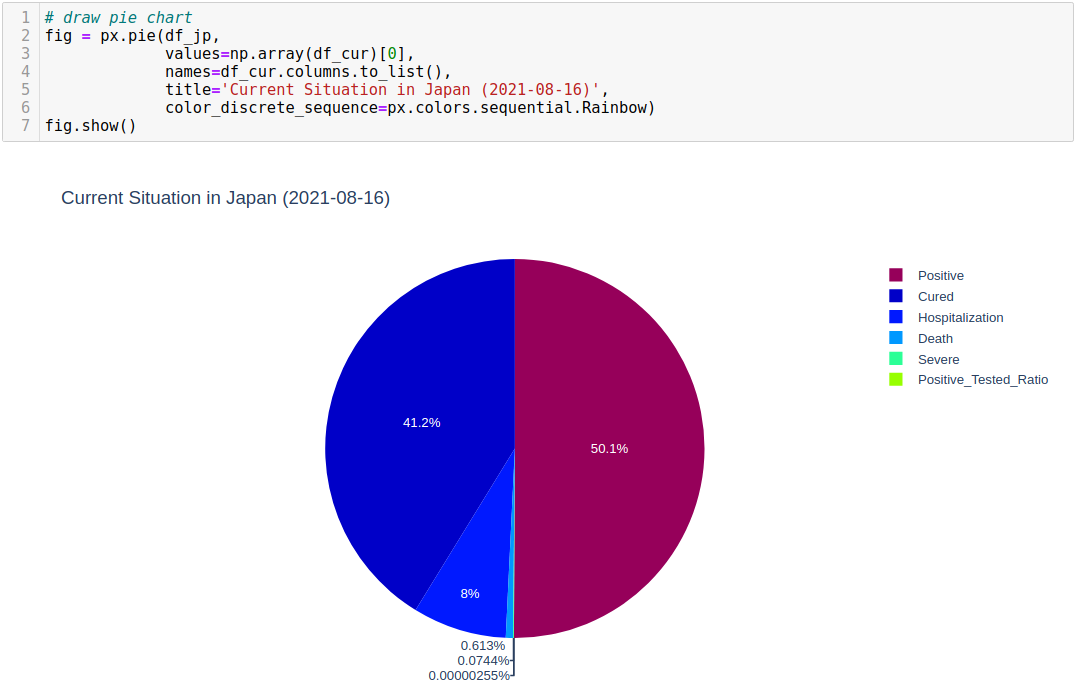 1 # draw pie chart
2 fig = px.pie(df_jp,
3              values=np.array(df_cur)[0],
4              names=df_cur.columns.to_list(),
5              title='Current Situation in Japan (2021-08-16)',
6              color_discrete_sequence=px.colors.sequential.Rainbow)
7 fig.show()
Current Situation in Japan (2021-08-16)
Positive
Cured
Hospitalization
Death
Severe
Positive_Tested_Ratio
41.2%
50.1%
8%
0.613%
0.0744%
0.00000255%